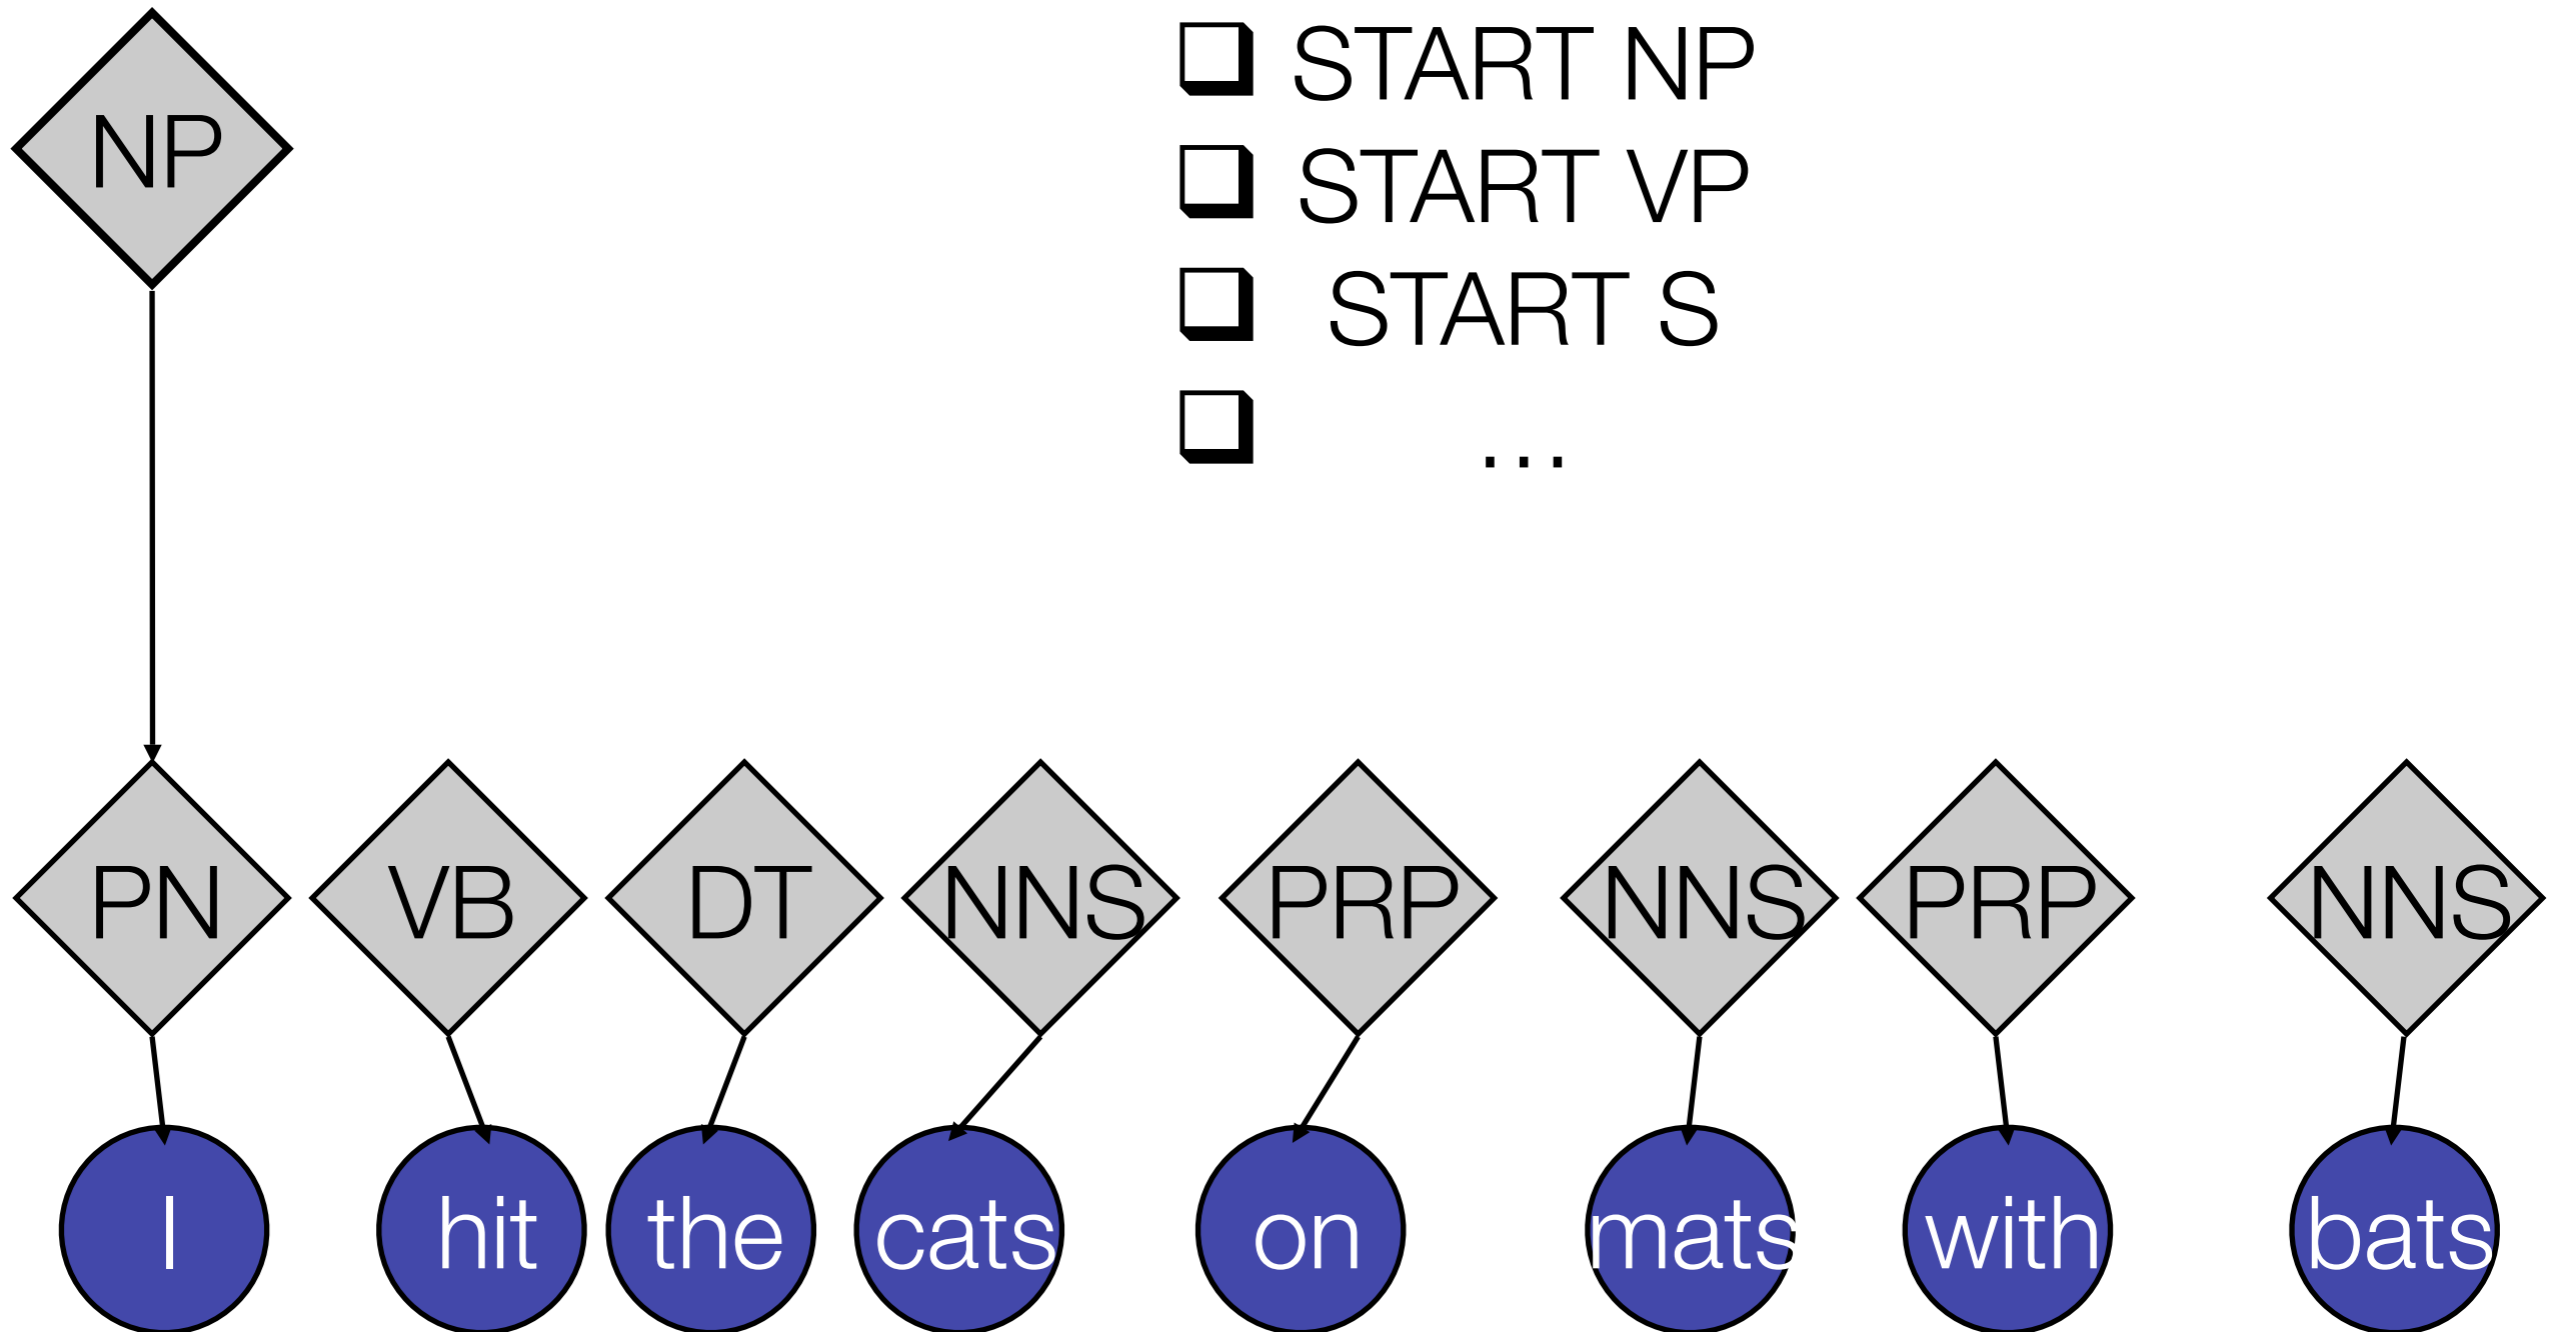 START NP
NP
START VP
START S
…
PN VB DT NNS PRP NNS PRP NNS
I hit the cats on mats with bats